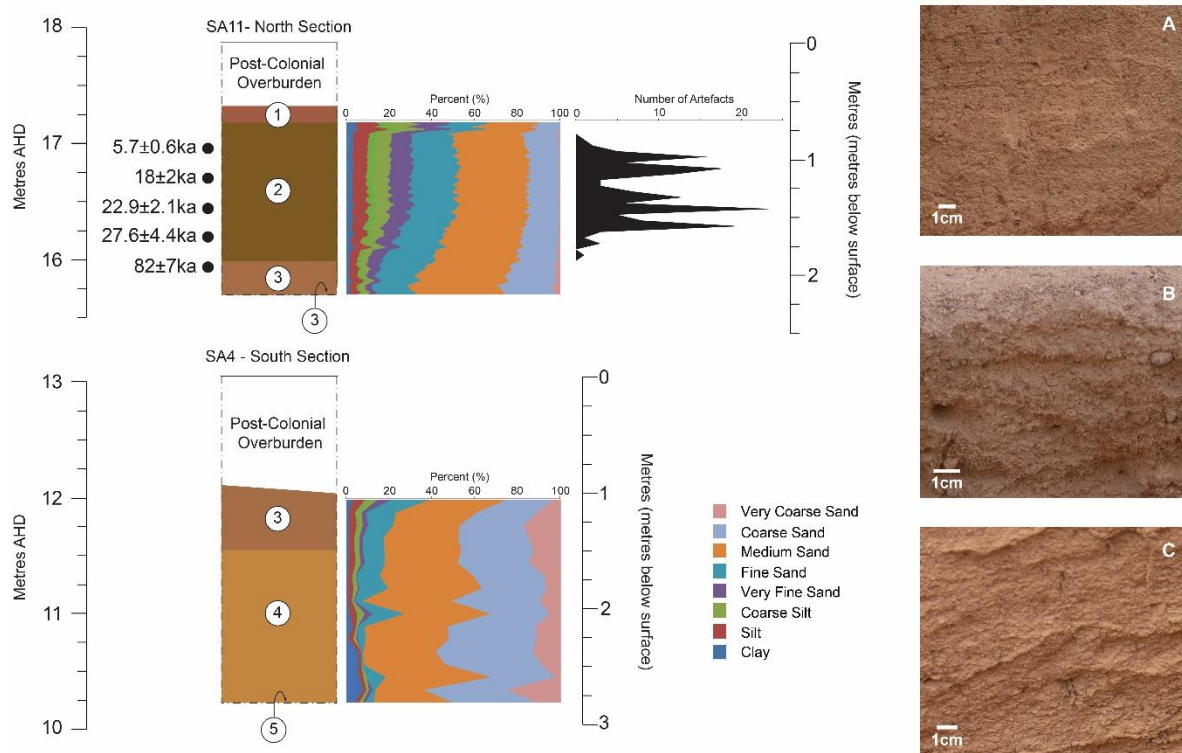 SA11- North Section
18
17
16
Metres AHD
Post-Colonial
Overburden
1
2
3
3
5.7±0.6ka
18±2ka
22.9±2.1ka
27.6±4.4ka
82±7ka
Percent (%)
0 20 40 60 80 100
Number of Artefacts
0 10 20
0
1
2
Metres (metres below surface)
SA4 - South Section
13
12
11
10
Metres AHD
Post-Colonial
Overburden
3
4
5
Percent (%)
0 20 40 60 80 100
0
1
2
3
Metres (metres below surface)
Very Coarse Sand
Coarse Sand
Medium Sand
Fine Sand
Very Fine Sand
Coarse Silt
Silt
Clay
A
1cm
B
1cm
C
1cm